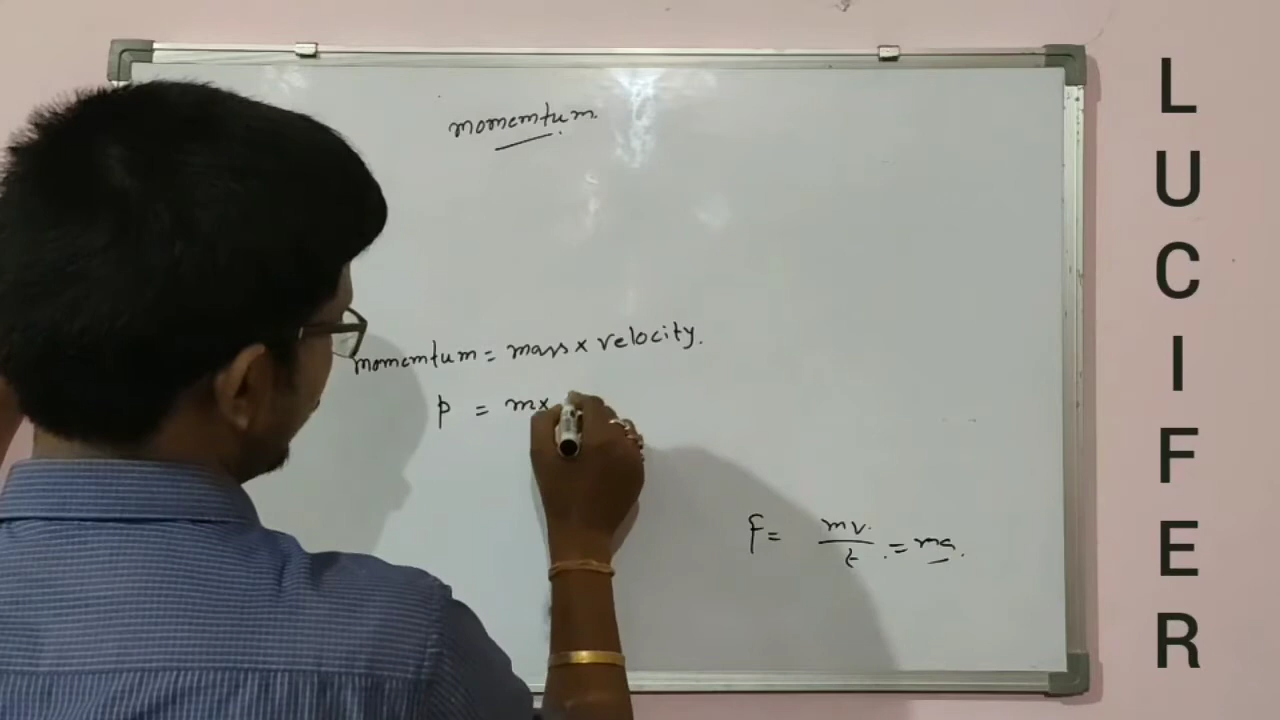 momentum.
momentum = mass x velocity.
p = mx
F = mv. / t = ma.
LUCIFER